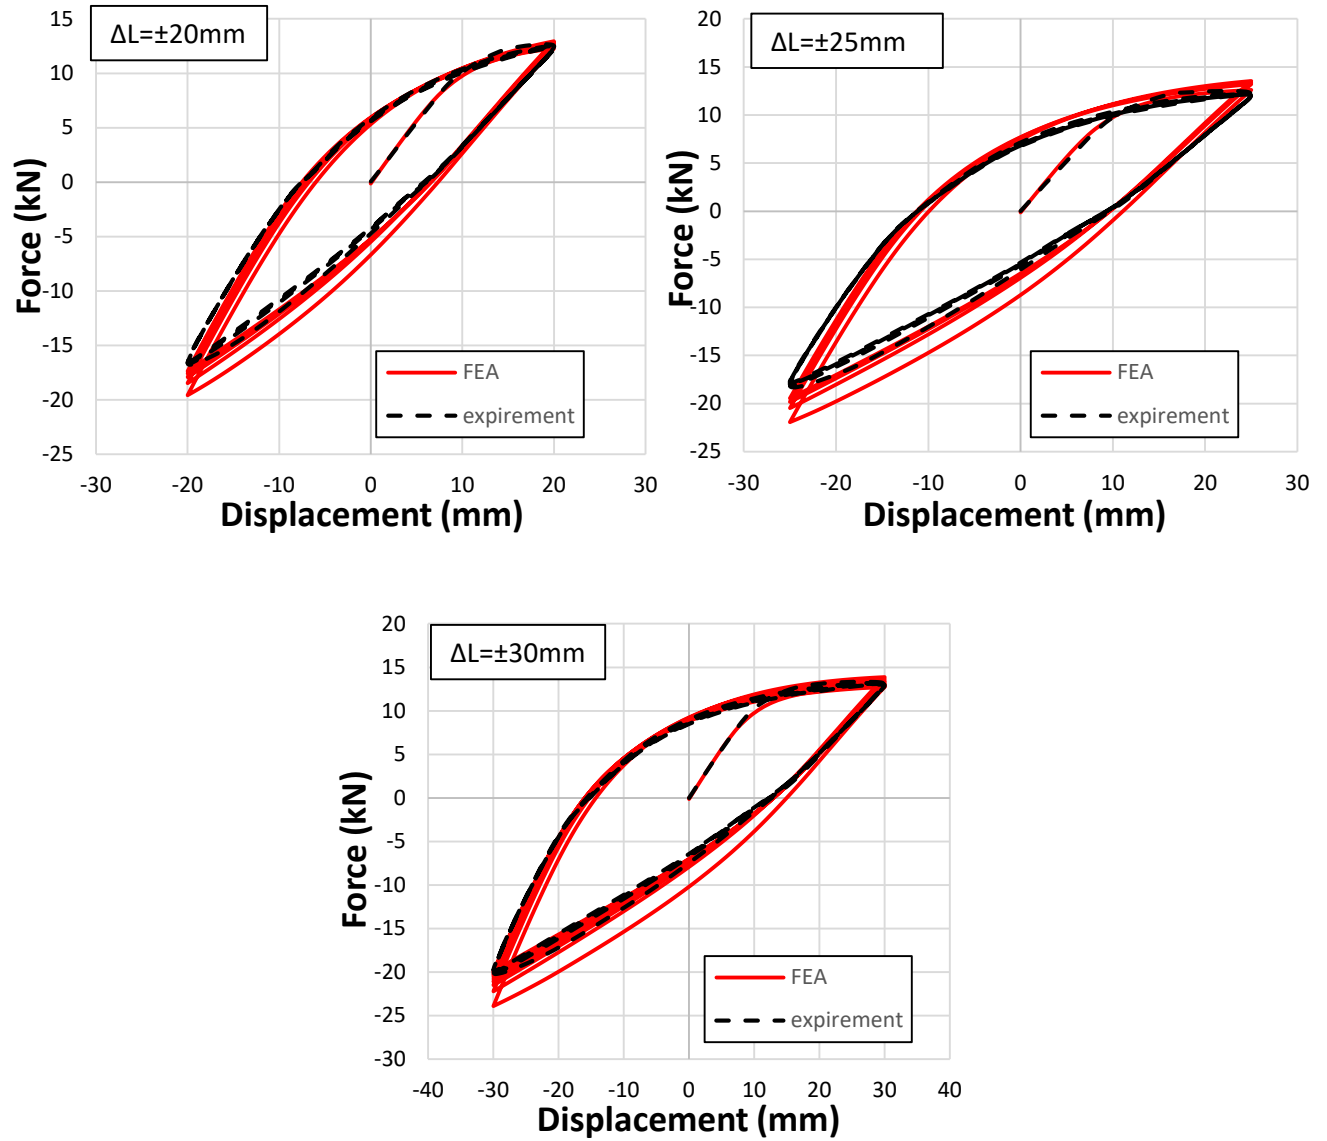 ΔL=±20mm
15
10
5
0
-5
-10
-15
-20
-25
-30 -20 -10 0 10 20 30
Force (kN)
Displacement (mm)
FEA
expirement
ΔL=±25mm
20
15
10
5
0
-5
-10
-15
-20
-25
-30 -20 -10 0 10 20 30
Force (kN)
Displacement (mm)
FEA
expirement
ΔL=±30mm
20
15
10
5
0
-5
-10
-15
-20
-25
-30
-40 -30 -20 -10 0 10 20 30 40
Force (kN)
Displacement (mm)
FEA
expirement